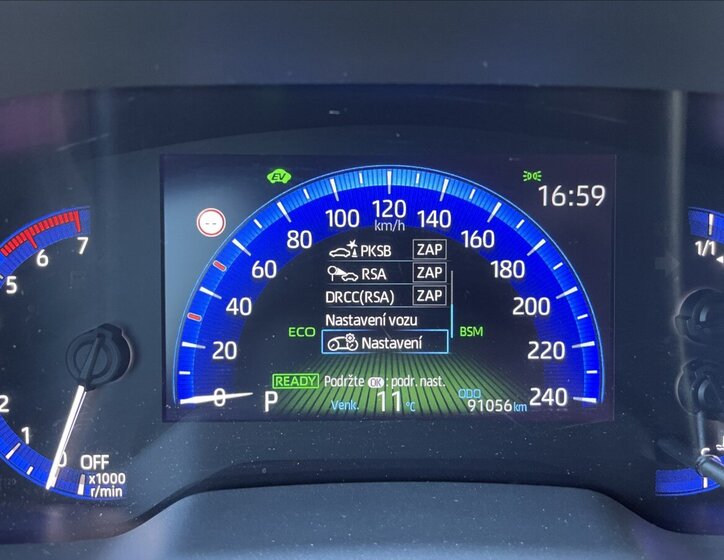 EV
16:59
120
km/h
100
140
80
160
60
180
40
200
20
220
0
240
PKSB ZAP
RSA ZAP
DRCC(RSA) ZAP
Nastavení vozu
Nastavení
ECO
BSM
READY Podržte OK: podr. nast.
P
Venk. 11 °C
ODO
91056 km
7
6
5
2
1
0
OFF
x1000
r/min
1/1